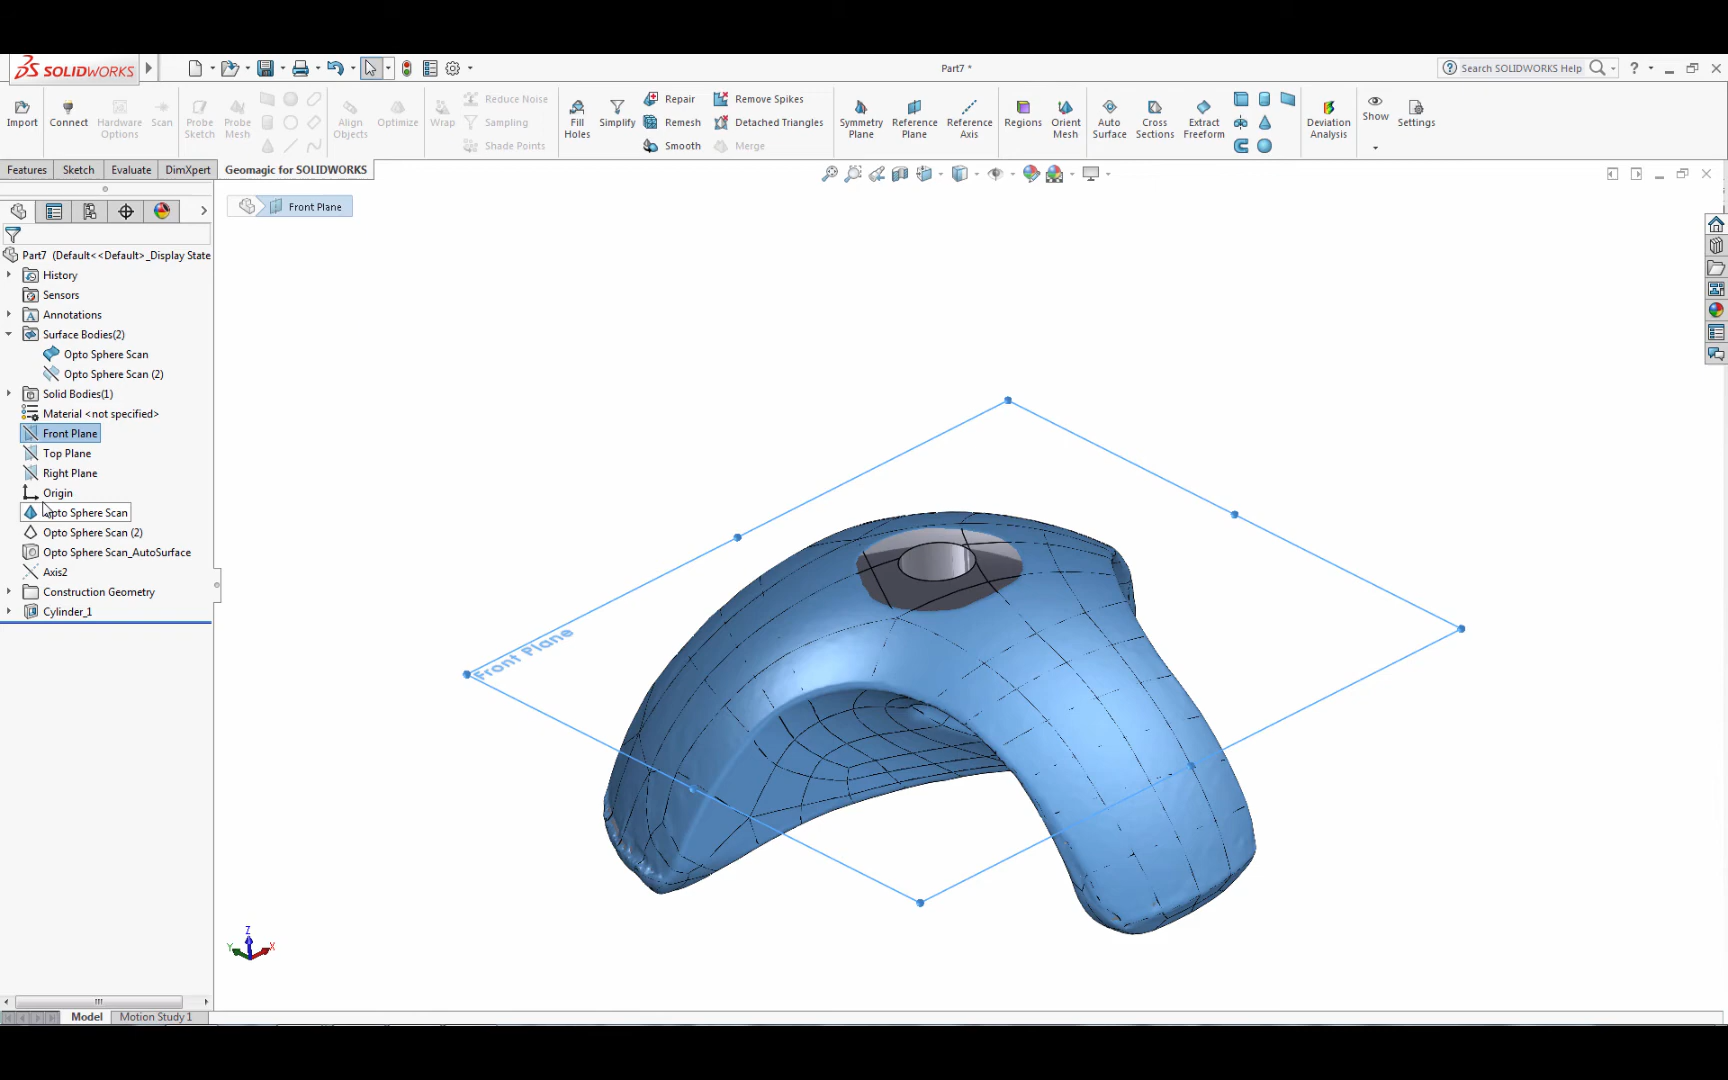 SOLIDWORKS
Part7 *
Search SOLIDWORKS Help
?
Import
Connect
Hardware Options
Scan
Probe Sketch
Probe Mesh
Align Objects
Optimize
Wrap
Reduce Noise
Sampling
Shade Points
Fill Holes
Simplify
Repair
Remesh
Smooth
Remove Spikes
Detached Triangles
Merge
Symmetry Plane
Reference Plane
Reference Axis
Regions
Orient Mesh
Auto Surface
Cross Sections
Extract Freeform
Deviation Analysis
Show
Settings
Features
Sketch
Evaluate
DimXpert
Geomagic for SOLIDWORKS
Front Plane
Part7 (Default<<Default>_Display State
History
Sensors
Annotations
Surface Bodies(2)
Opto Sphere Scan
Opto Sphere Scan (2)
Solid Bodies(1)
Material <not specified>
Front Plane
Top Plane
Right Plane
Origin
Opto Sphere Scan
Opto Sphere Scan (2)
Opto Sphere Scan_AutoSurface
Axis2
Construction Geometry
Cylinder_1
Front Plane
Z
Y
X
Model
Motion Study 1